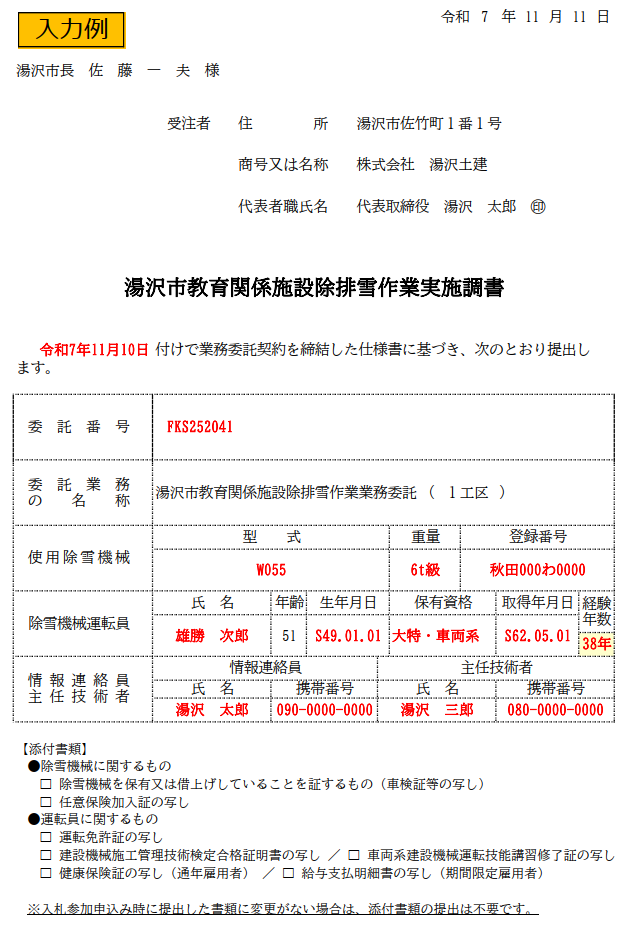 入力例
令和 7 年 11 月 11 日
湯沢市長 佐 藤 一 夫 様
受注者 住 所 湯沢市佐竹町1番1号
商号又は名称 株式会社 湯沢土建
代表者職氏名 代表取締役 湯沢 太郎 ㊞
湯沢市教育関係施設除排雪作業実施調書
令和7年11月10日 付けで業務委託契約を締結した仕様書に基づき、次のとおり提出し
ます。
委 託 番 号 FKS252041
委 託 業 務
の 名 称
湯沢市教育関係施設除排雪作業業務委託 ( 1工区 )
使用除雪機械
型 式 重量 登録番号
W055 6t級 秋田000わ0000
除雪機械運転員
氏 名 年齢 生年月日 保有資格 取得年月日 経験
年数
雄勝 次郎 51 S49.01.01 大特・車両系 S62.05.01 38年
情 報 連 絡 員
主 任 技 術 者
情報連絡員 主任技術者
氏 名 携帯番号 氏 名 携帯番号
湯沢 太郎 090-0000-0000 湯沢 三郎 080-0000-0000
【添付書類】
●除雪機械に関するもの
□ 除雪機械を保有又は借上げしていることを証するもの（車検証等の写し）
□ 任意保険加入証の写し
●運転員に関するもの
□ 運転免許証の写し
□ 建設機械施工管理技術検定合格証明書の写し ／ □ 車両系建設機械運転技能講習修了証の写し
□ 健康保険証の写し（通年雇用者） ／ □ 給与支払明細書の写し（期間限定雇用者）
※入札参加申込み時に提出した書類に変更がない場合は、添付書類の提出は不要です。